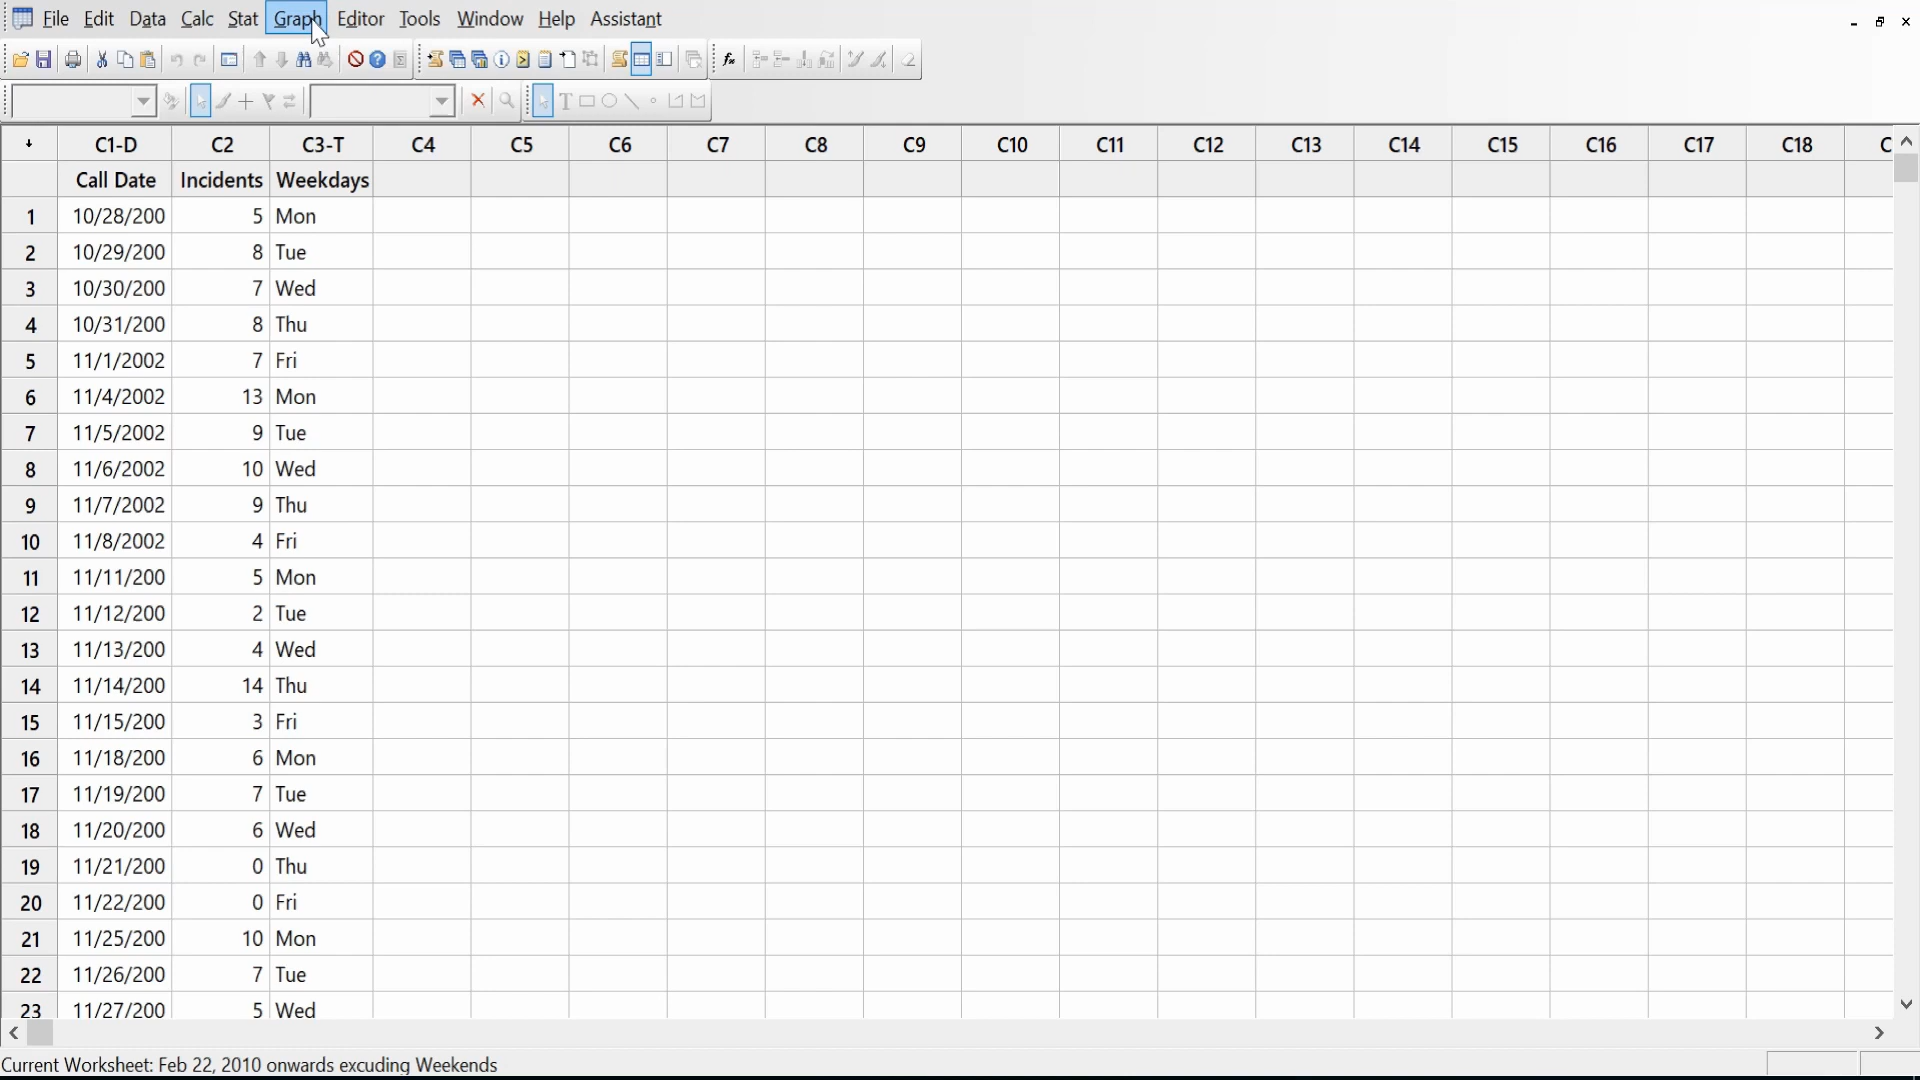 File Edit Data Calc Stat Graph Editor Tools Window Help Assistant
C1-D C2 C3-T C4 C5 C6 C7 C8 C9 C10 C11 C12 C13 C14 C15 C16 C17 C18 C
Call Date Incidents Weekdays
1 10/28/200 5 Mon
2 10/29/200 8 Tue
3 10/30/200 7 Wed
4 10/31/200 8 Thu
5 11/1/2002 7 Fri
6 11/4/2002 13 Mon
7 11/5/2002 9 Tue
8 11/6/2002 10 Wed
9 11/7/2002 9 Thu
10 11/8/2002 4 Fri
11 11/11/200 5 Mon
12 11/12/200 2 Tue
13 11/13/200 4 Wed
14 11/14/200 14 Thu
15 11/15/200 3 Fri
16 11/18/200 6 Mon
17 11/19/200 7 Tue
18 11/20/200 6 Wed
19 11/21/200 0 Thu
20 11/22/200 0 Fri
21 11/25/200 10 Mon
22 11/26/200 7 Tue
23 11/27/200 5 Wed
Current Worksheet: Feb 22, 2010 onwards excuding Weekends